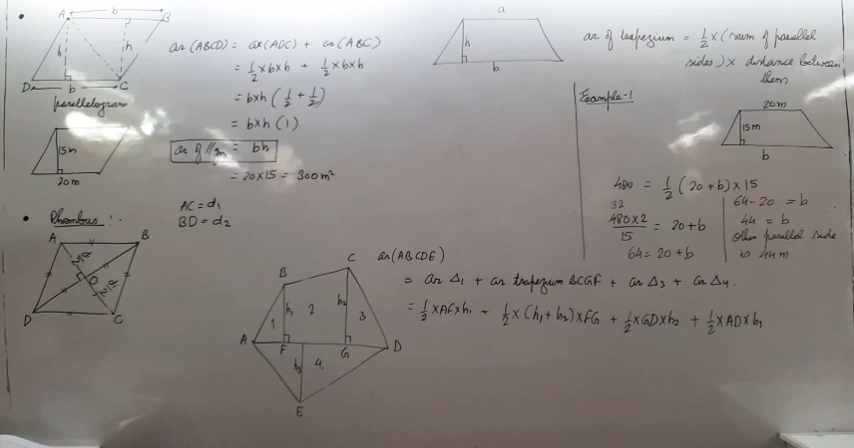 b
A
B
h
h
D
b
C
parallelogram
ar (ABCD) = ar(ADC) + ar(ABC)
= 1/2 × b × h + 1/2 × b × h
= b×h (1/2 + 1/2)
= b×h (1)
ar of //gm = bh
= 20×15 = 300 m²
15m
20m
a
h
b
ar of trapezium = 1/2 × (sum of parallel
sides) × distance between
them
Example-1
20m
15m
b
480 = 1/2 (20+b) × 15
32
480×2/15 = 20+b
64 = 20+b
64-20 = b
44 = b
other parallel side
is 44m
Rhombus :-
AC = d₁
BD = d₂
A
B
O
D
C
ar(ABCDE)
= ar Δ₁ + ar trapezium BCGF + ar Δ₃ + ar Δ₄.
= 1/2 × AF × h₁ + 1/2 × (h₁+h₂) × FG + 1/2 × GD × h₂ + 1/2 × AD × h₃
C
B
h₁
2
h₂
1
3
A
F
G
D
h₃
4
E